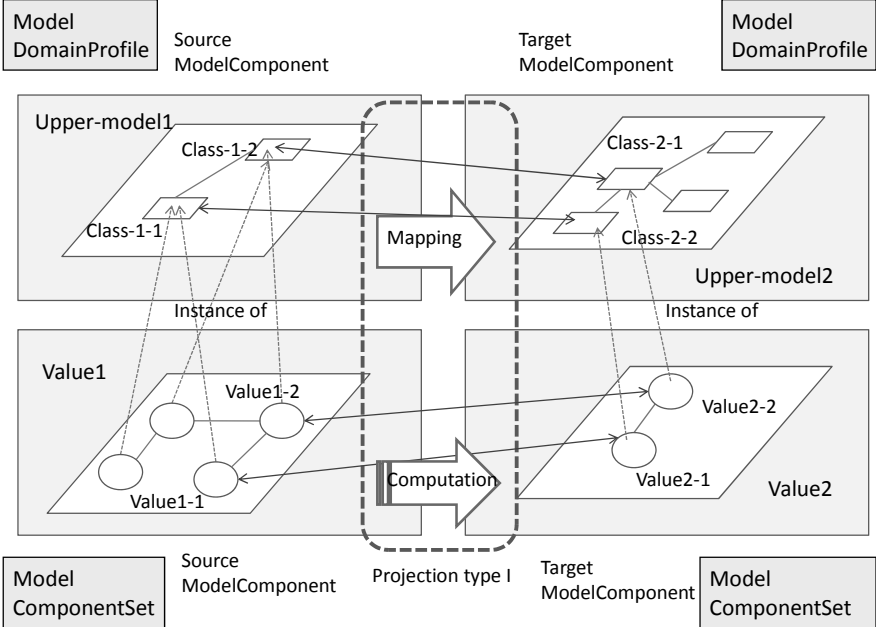 Model
DomainProfile
Source
ModelComponent
Target
ModelComponent
Model
DomainProfile
Upper-model1
Class-1-2
Class-1-1
Class-2-1
Class-2-2
Mapping
Upper-model2
Instance of
Instance of
Value1
Value1-2
Value1-1
Value2-2
Value2-1
Computation
Value2
Model
ComponentSet
Source
ModelComponent
Projection type I
Target
ModelComponent
Model
ComponentSet